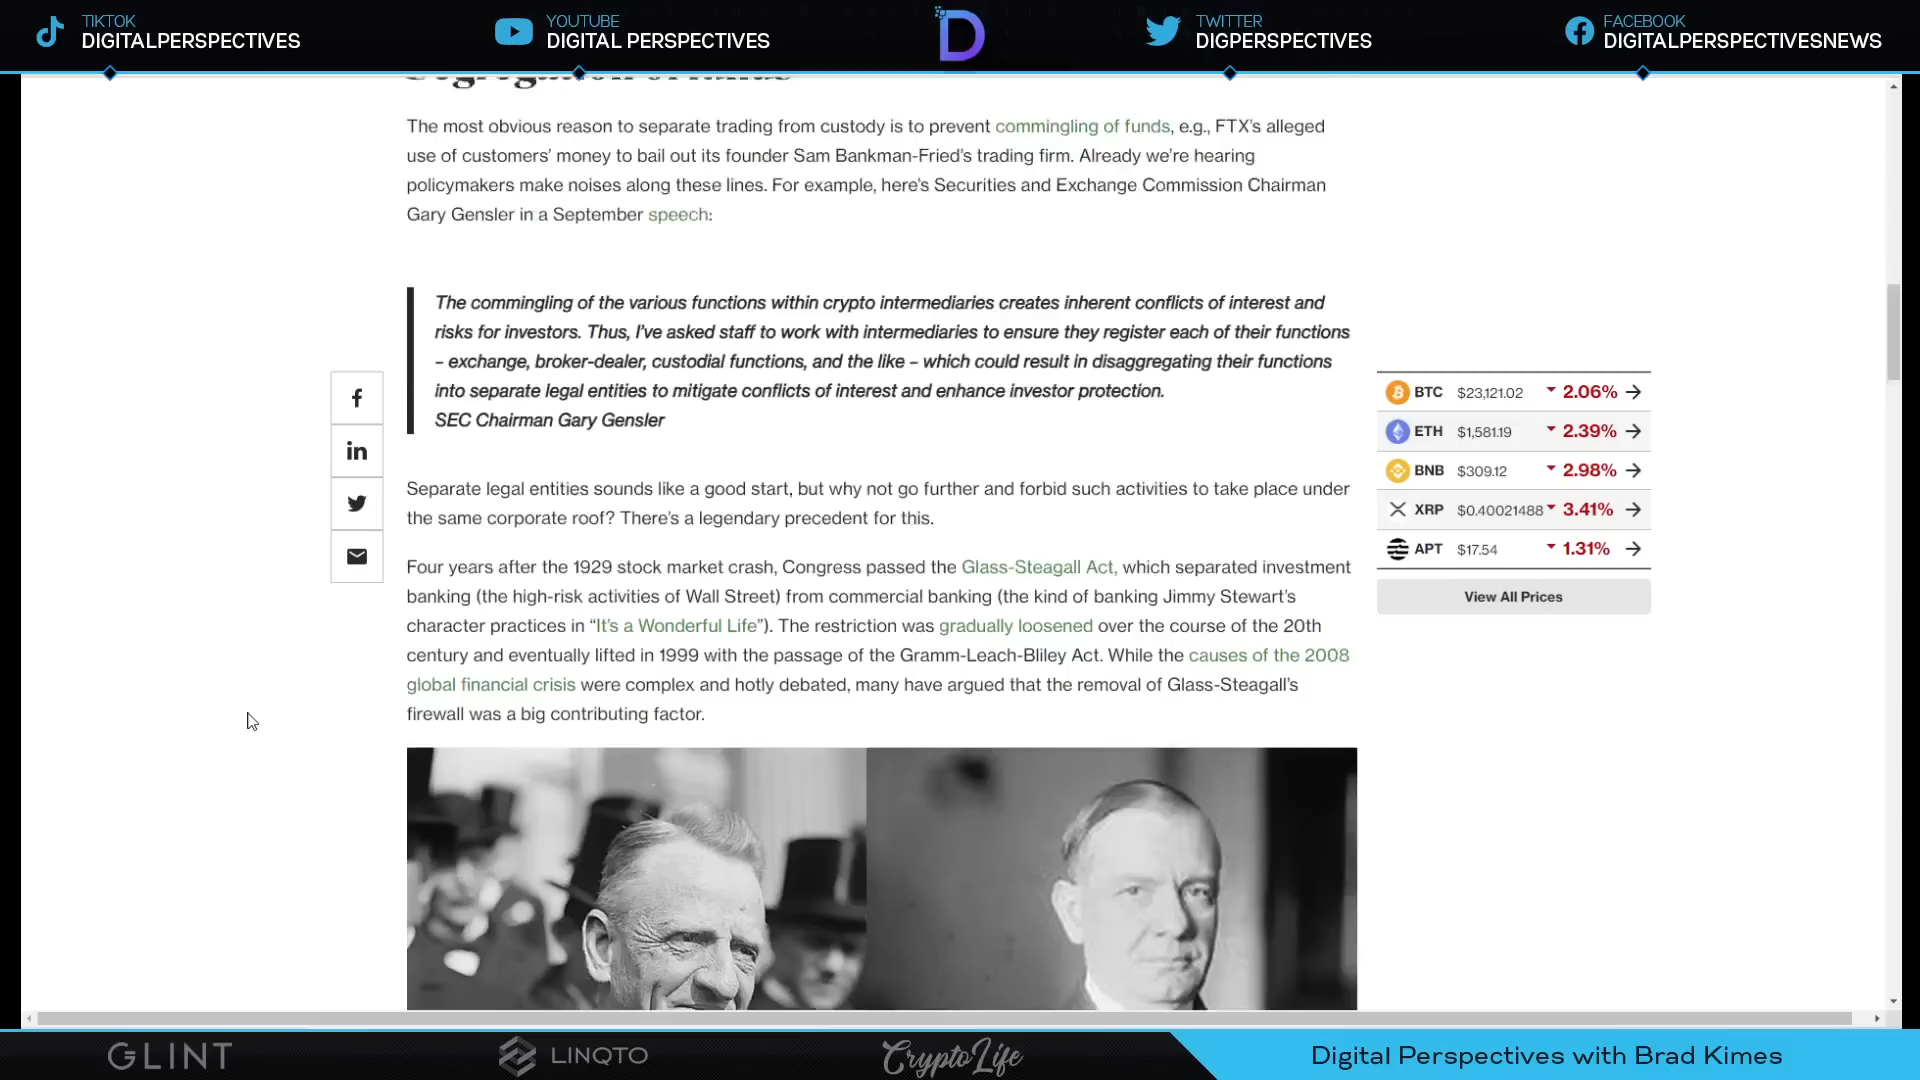 TIKTOK
DIGITALPERSPECTIVES
YOUTUBE
DIGITAL PERSPECTIVES
D
TWITTER
DIGPERSPECTIVES
FACEBOOK
DIGITALPERSPECTIVESNEWS
The most obvious reason to separate trading from custody is to prevent commingling of funds, e.g., FTX's alleged
use of customers' money to bail out its founder Sam Bankman-Fried's trading firm. Already we're hearing
policymakers make noises along these lines. For example, here's Securities and Exchange Commission Chairman
Gary Gensler in a September speech:
The commingling of the various functions within crypto intermediaries creates inherent conflicts of interest and
risks for investors. Thus, I've asked staff to work with intermediaries to ensure they register each of their functions
– exchange, broker-dealer, custodial functions, and the like – which could result in disaggregating their functions
into separate legal entities to mitigate conflicts of interest and enhance investor protection.
SEC Chairman Gary Gensler
Separate legal entities sounds like a good start, but why not go further and forbid such activities to take place under
the same corporate roof? There's a legendary precedent for this.
Four years after the 1929 stock market crash, Congress passed the Glass-Steagall Act, which separated investment
banking (the high-risk activities of Wall Street) from commercial banking (the kind of banking Jimmy Stewart's
character practices in “It's a Wonderful Life”). The restriction was gradually loosened over the course of the 20th
century and eventually lifted in 1999 with the passage of the Gramm-Leach-Bliley Act. While the causes of the 2008
global financial crisis were complex and hotly debated, many have argued that the removal of Glass-Steagall's
firewall was a big contributing factor.
BTC $23,121.02 2.06%
ETH $1,581.19 2.39%
BNB $309.12 2.98%
XRP $0.40021488 3.41%
APT $17.54 1.31%
View All Prices
GLINT
LINQTO
CryptoLife
Digital Perspectives with Brad Kimes